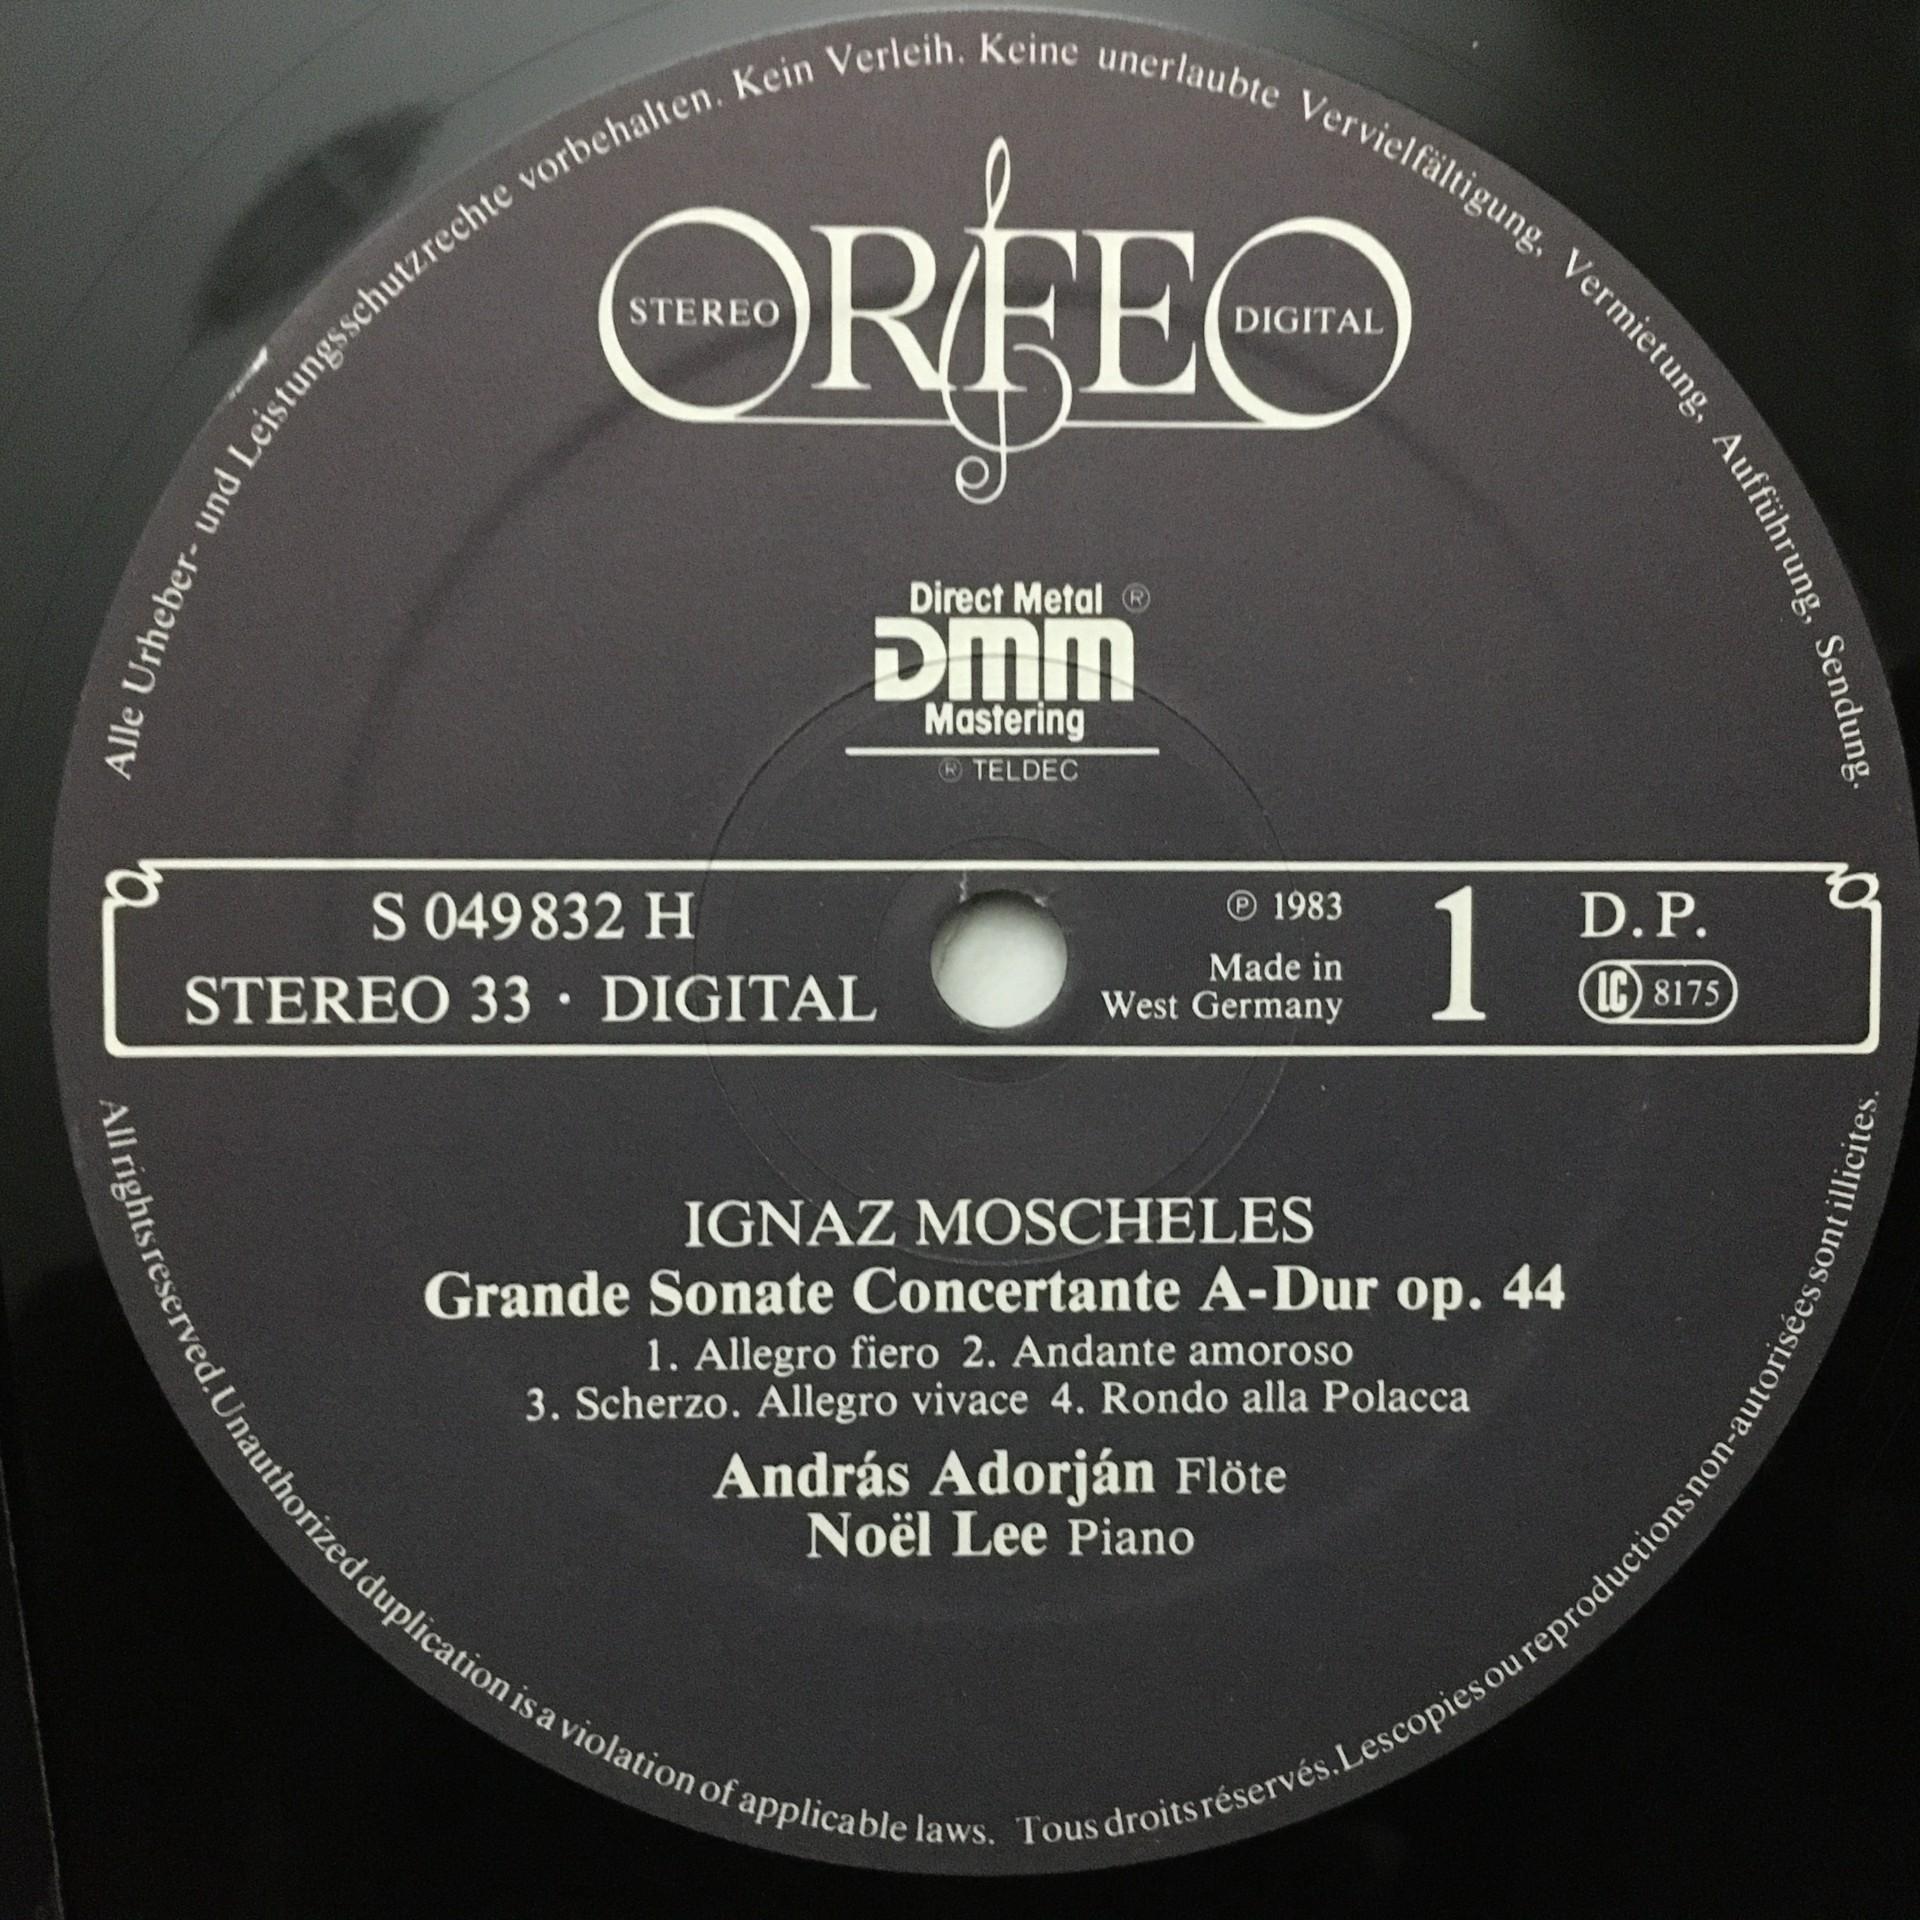 Alle Urheber- und Leistungsschutzrechte vorbehalten. Kein Verleih. Keine unerlaubte Vervielfältigung, Vermietung, Aufführung, Sendung.
ORFEO
STEREO
DIGITAL
Direct Metal ®
DMM
Mastering
® TELDEC
S 049832 H
STEREO 33 · DIGITAL
℗ 1983
Made in
West Germany
1
D.P.
LC 8175
IGNAZ MOSCHELES
Grande Sonate Concertante A-Dur op. 44
1. Allegro fiero 2. Andante amoroso
3. Scherzo. Allegro vivace 4. Rondo alla Polacca
András Adorján Flöte
Noël Lee Piano
All rights reserved. Unauthorized duplication is a violation of applicable laws. Tous droits réservés. Les copies ou reproductions non-autorisées sont illicites.